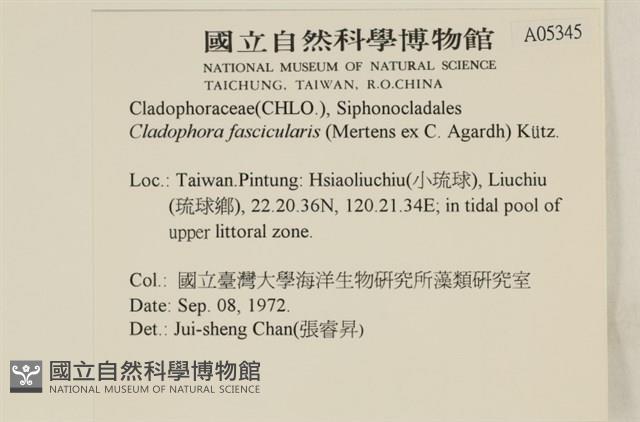 國立自然科學博物館
A05345
NATIONAL MUSEUM OF NATURAL SCIENCE
TAICHUNG, TAIWAN, R.O.CHINA
Cladophoraceae(CHLO.), Siphonocladales
Cladophora fascicularis (Mertens ex C. Agardh) Kütz.
Loc.: Taiwan.Pintung: Hsiaoliuchiu(小琉球), Liuchiu
(琉球鄉), 22.20.36N, 120.21.34E; in tidal pool of
upper littoral zone.
Col.: 國立臺灣大學海洋生物研究所藻類研究室
Date: Sep. 08, 1972.
Det.: Jui-sheng Chan(張睿昇)
國立自然科學博物館
NATIONAL MUSEUM OF NATURAL SCIENCE